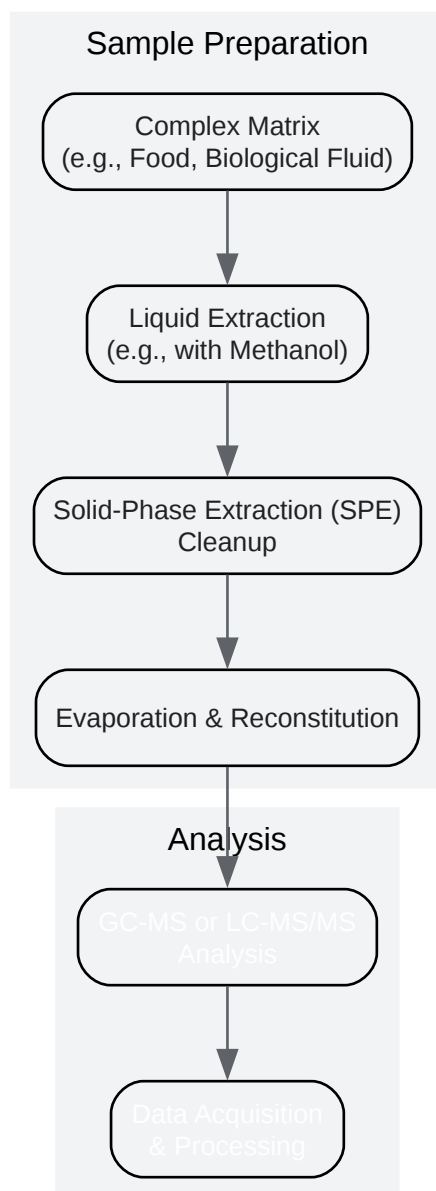 Sample Preparation
Complex Matrix
(e.g., Food, Biological Fluid)
Liquid Extraction
(e.g., with Methanol)
Solid-Phase Extraction (SPE)
Cleanup
Evaporation & Reconstitution
Analysis
GC-MS or LC-MS/MS
Analysis
Data Acquisition
& Processing